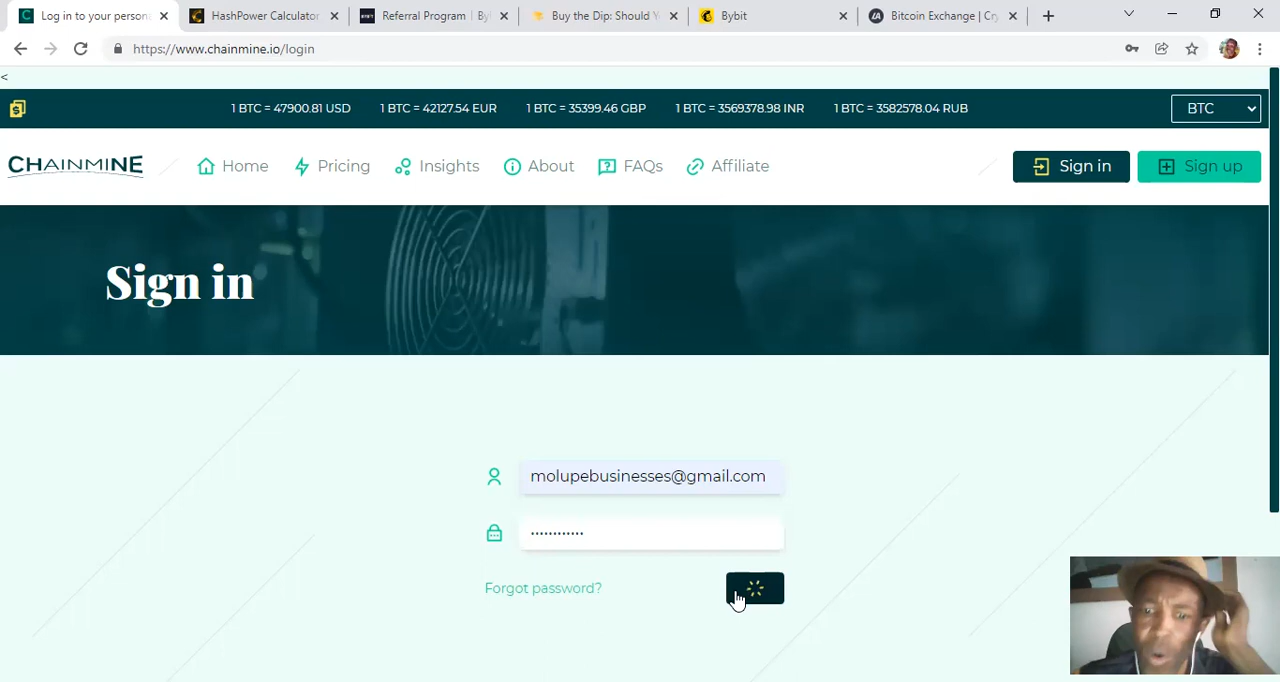 Log in to your persona
HashPower Calculator
Referral Program | By
Buy the Dip: Should Y
Bybit
Bitcoin Exchange | Cry
https://www.chainmine.io/login
<
1 BTC = 47900.81 USD
1 BTC = 42127.54 EUR
1 BTC = 35399.46 GBP
1 BTC = 3569378.98 INR
1 BTC = 3582578.04 RUB
BTC
CHAINMINE
Home
Pricing
Insights
About
FAQs
Affiliate
Sign in
Sign up
Sign in
molupebusinesses@gmail.com
Forgot password?